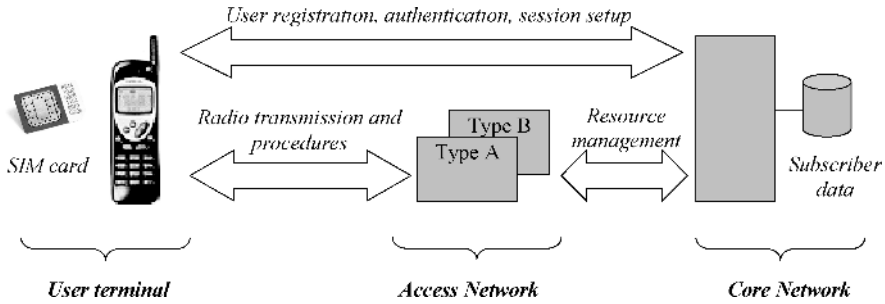 User registration, authentication, session setup
Radio transmission and
procedures
Resource
management
Type B
Type A
SIM card
Subscriber
data
User terminal
Access Network
Core Network